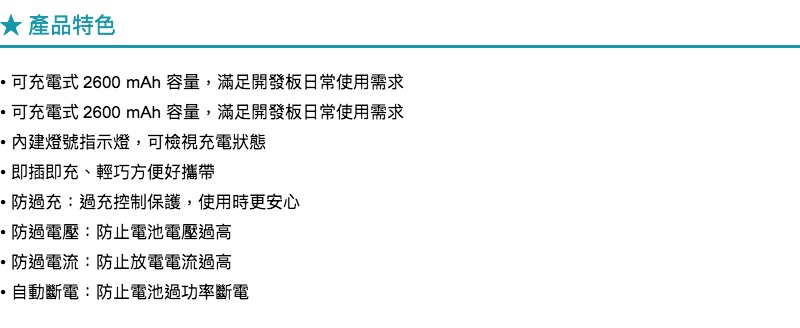 ★ 產品特色
• 可充電式 2600 mAh 容量，滿足開發板日常使用需求
• 可充電式 2600 mAh 容量，滿足開發板日常使用需求
• 內建燈號指示燈，可檢視充電狀態
• 即插即充、輕巧方便好攜帶
• 防過充：過充控制保護，使用時更安心
• 防過電壓：防止電池電壓過高
• 防過電流：防止放電電流過高
• 自動斷電：防止電池過功率斷電